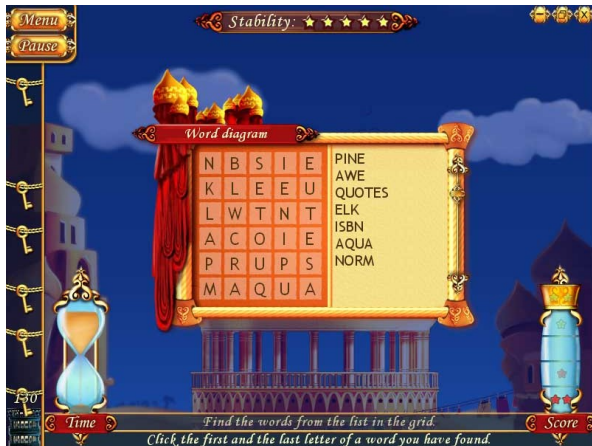 Menu
Stability:
Pause
Word diagram
N B S I E
K L E E U
L W T N T
A C O I E
P R U P S
M A Q U A
PINE
AWE
QUOTES
ELK
ISBN
AQUA
NORM
130
Time
Find the words from the list in the grid.
Score
Click the first and the last letter of a word you have found.